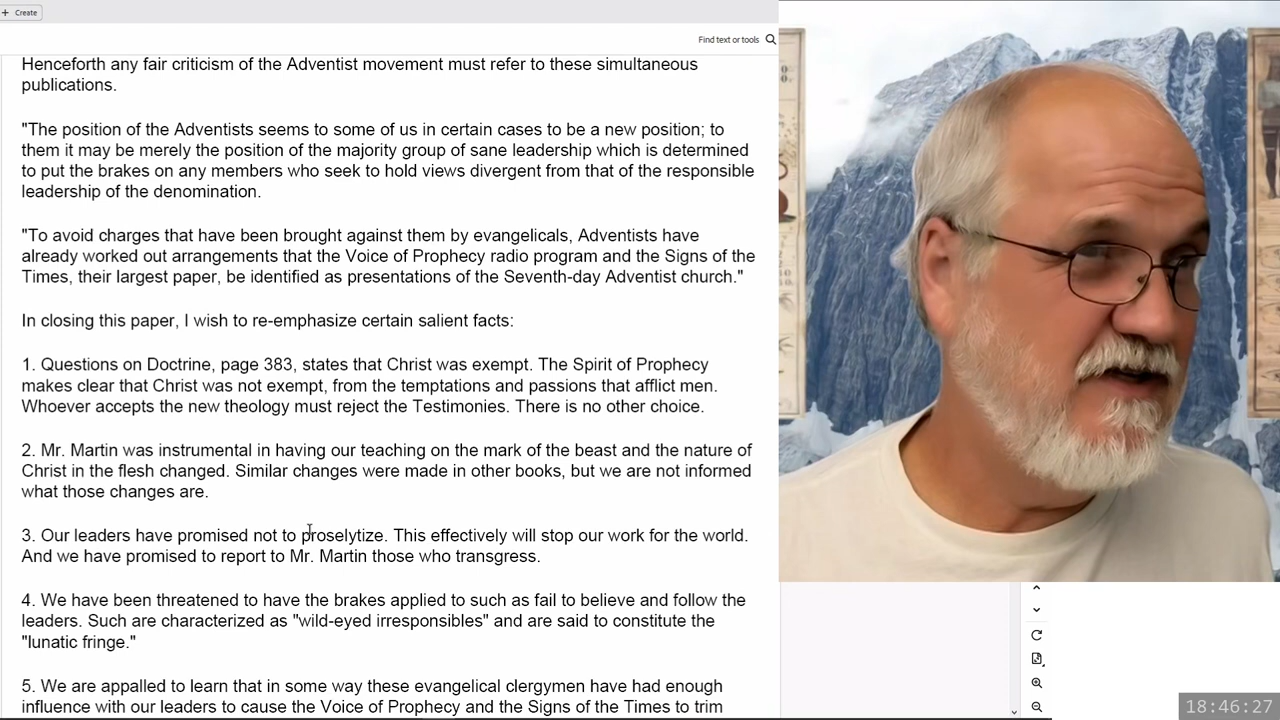 + Create
Find text or tools
Henceforth any fair criticism of the Adventist movement must refer to these simultaneous
publications.
"The position of the Adventists seems to some of us in certain cases to be a new position; to
them it may be merely the position of the majority group of sane leadership which is determined
to put the brakes on any members who seek to hold views divergent from that of the responsible
leadership of the denomination.
"To avoid charges that have been brought against them by evangelicals, Adventists have
already worked out arrangements that the Voice of Prophecy radio program and the Signs of the
Times, their largest paper, be identified as presentations of the Seventh-day Adventist church."
In closing this paper, I wish to re-emphasize certain salient facts:
1. Questions on Doctrine, page 383, states that Christ was exempt. The Spirit of Prophecy
makes clear that Christ was not exempt, from the temptations and passions that afflict men.
Whoever accepts the new theology must reject the Testimonies. There is no other choice.
2. Mr. Martin was instrumental in having our teaching on the mark of the beast and the nature of
Christ in the flesh changed. Similar changes were made in other books, but we are not informed
what those changes are.
3. Our leaders have promised not to proselytize. This effectively will stop our work for the world.
And we have promised to report to Mr. Martin those who transgress.
4. We have been threatened to have the brakes applied to such as fail to believe and follow the
leaders. Such are characterized as "wild-eyed irresponsibles" and are said to constitute the
"lunatic fringe."
5. We are appalled to learn that in some way these evangelical clergymen have had enough
influence with our leaders to cause the Voice of Prophecy and the Signs of the Times to trim
18:46:27